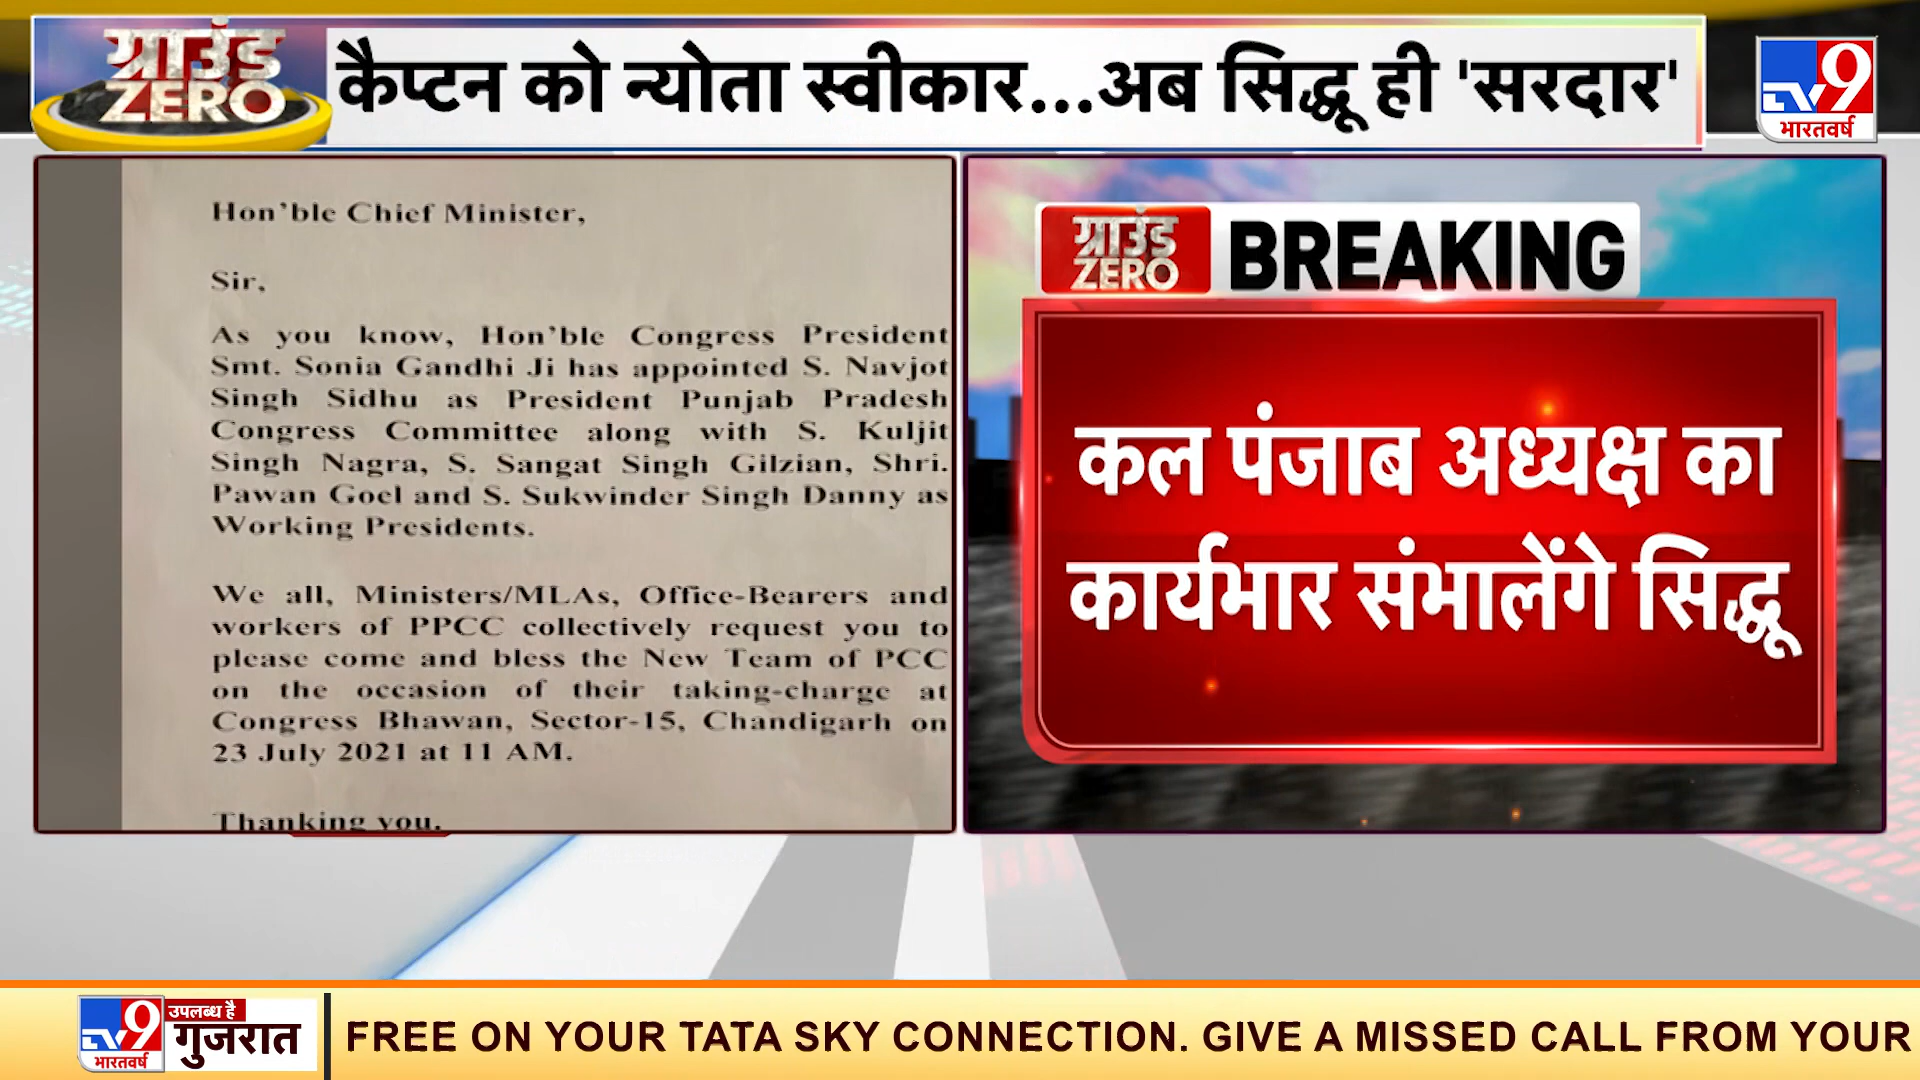 ग्राउंड
ZERO
कैप्टन को न्योता स्वीकार...अब सिद्धू ही 'सरदार'
TV9
भारतवर्ष
Hon'ble Chief Minister,
Sir,
As you know, Hon'ble Congress President
Smt. Sonia Gandhi Ji has appointed S. Navjot
Singh Sidhu as President Punjab Pradesh
Congress Committee along with S. Kuljit
Singh Nagra, S. Sangat Singh Gilzian, Shri.
Pawan Goel and S. Sukwinder Singh Danny as
Working Presidents.
We all, Ministers/MLAs, Office-Bearers and
workers of PPCC collectively request you to
please come and bless the New Team of PCC
on the occasion of their taking-charge at
Congress Bhawan, Sector-15, Chandigarh on
23 July 2021 at 11 AM.
Thanking you.
ग्राउंड
ZERO
BREAKING
कल पंजाब अध्यक्ष का
कार्यभार संभालेंगे सिद्धू
TV9
भारतवर्ष
उपलब्ध है
गुजरात
FREE ON YOUR TATA SKY CONNECTION. GIVE A MISSED CALL FROM YOUR